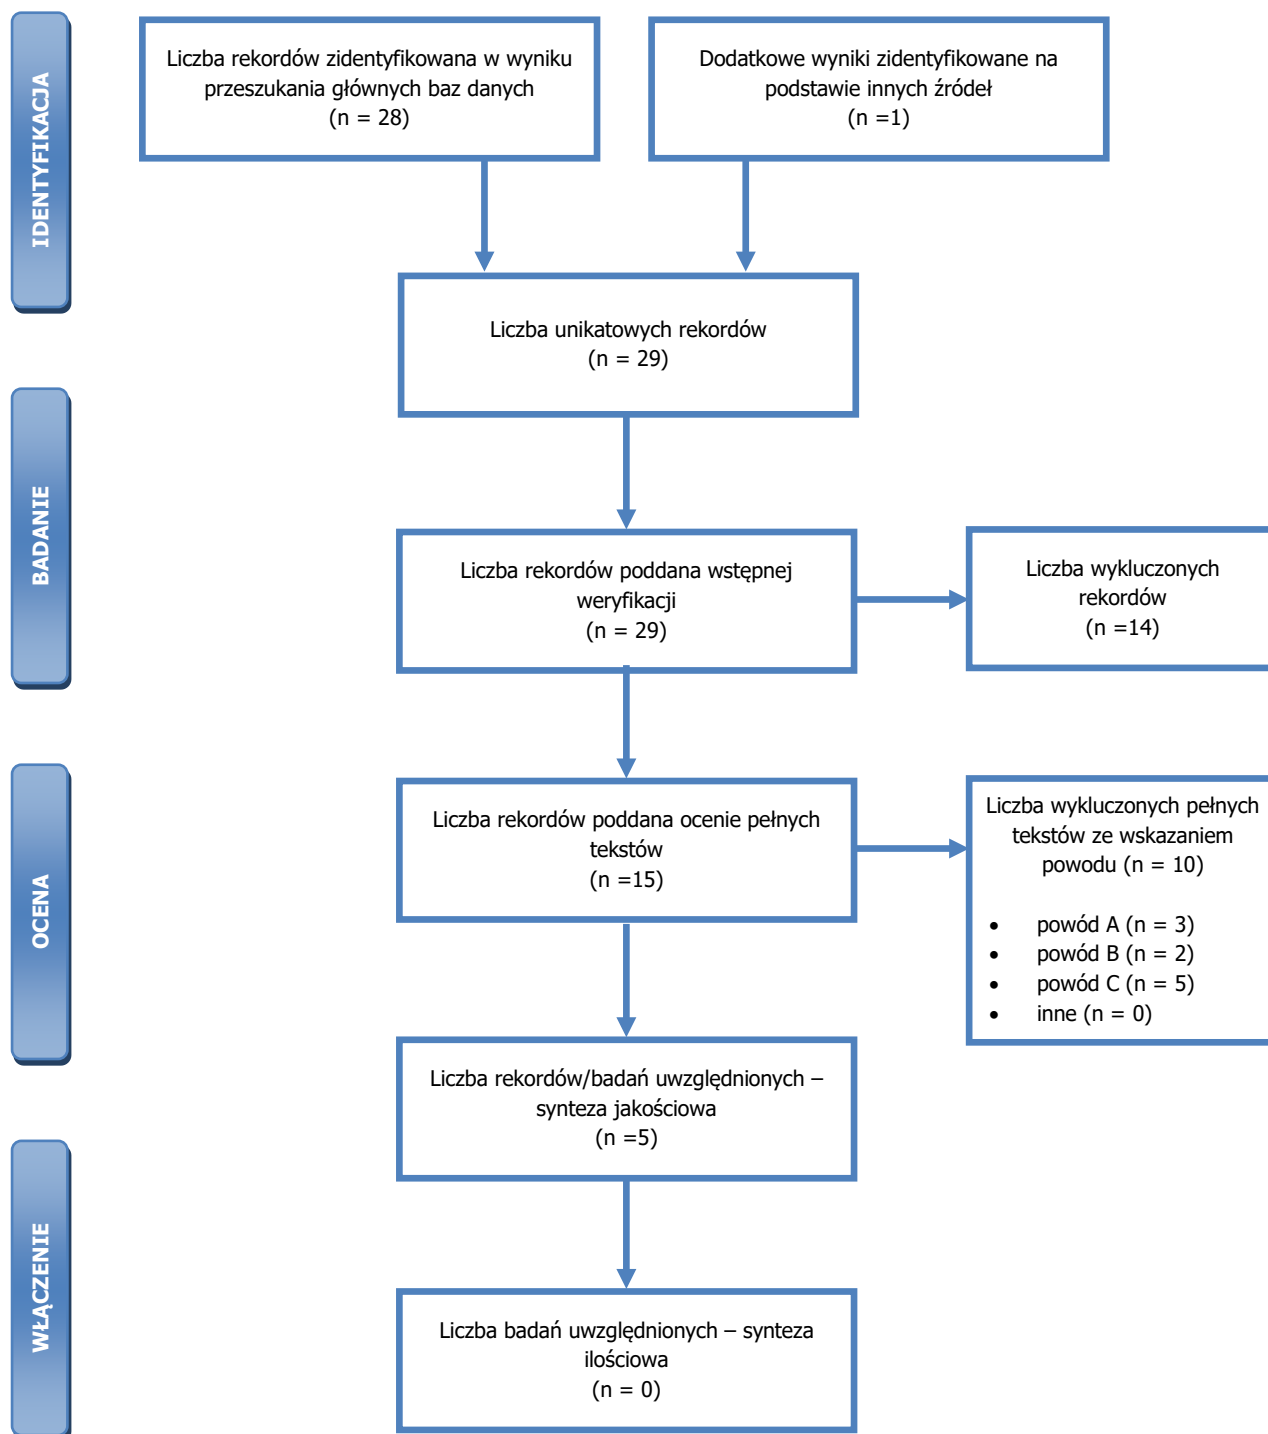 IDENTYFIKACJA
Liczba rekordów zidentyfikowana w wyniku
przeszukania głównych baz danych
(n = 28)
Dodatkowe wyniki zidentyfikowane na
podstawie innych źródeł
(n =1)
Liczba unikatowych rekordów
(n = 29)
BADANIE
Liczba rekordów poddana wstępnej
weryfikacji
(n = 29)
Liczba wykluczonych
rekordów
(n =14)
OCENA
Liczba rekordów poddana ocenie pełnych
tekstów
(n =15)
Liczba wykluczonych pełnych
tekstów ze wskazaniem
powodu (n = 10)
• powód A (n = 3)
• powód B (n = 2)
• powód C (n = 5)
• inne (n = 0)
Liczba rekordów/badań uwzględnionych –
synteza jakościowa
(n =5)
WŁĄCZENIE
Liczba badań uwzględnionych – synteza
ilościowa
(n = 0)